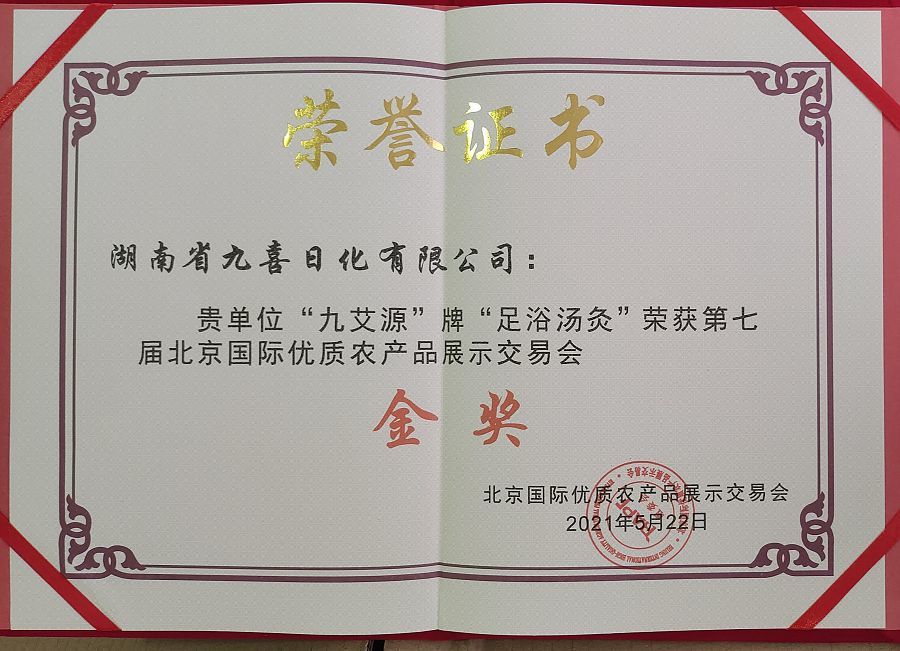 荣誉证书
湖南省九喜日化有限公司：
贵单位“九艾源”牌“足浴汤灸”荣获第七
届北京国际优质农产品展示交易会
金奖
北京国际优质农产品展示交易会
2021年5月22日